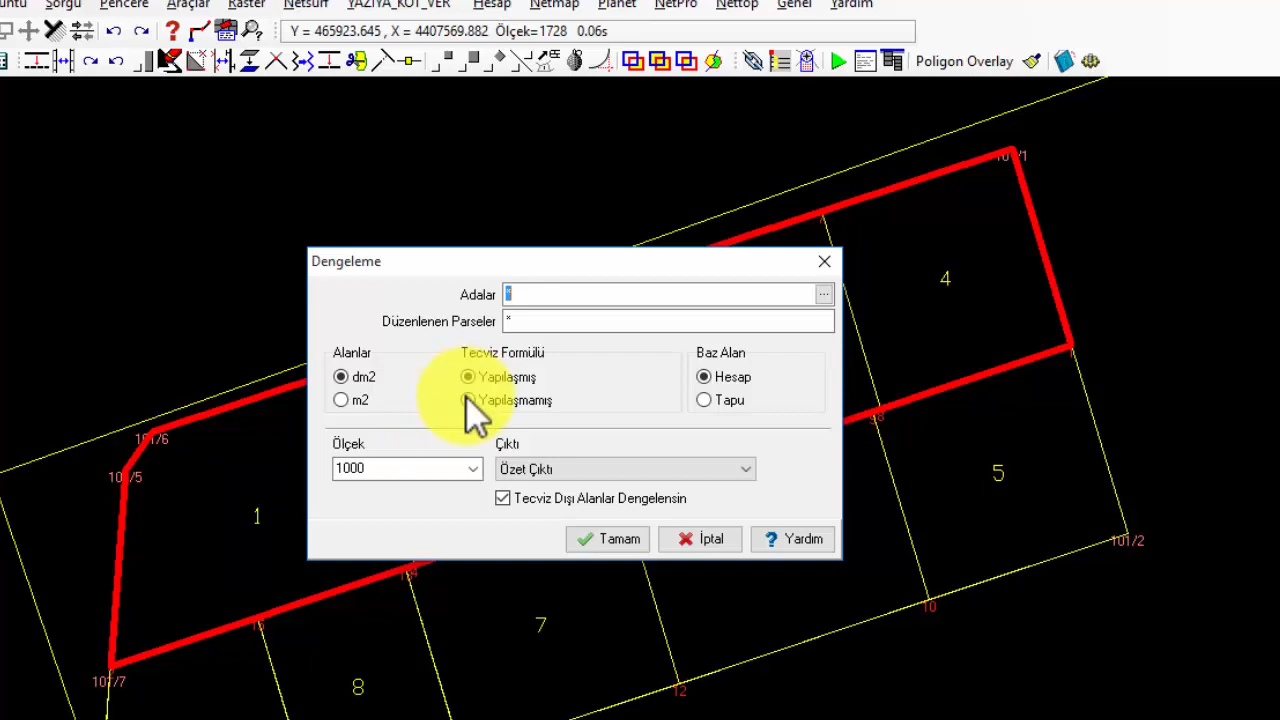 Sorgu Pencere Araçlar Raster Netsurf YAZIYA_KOT_VER Hesap Netmap Planet NetPro Nettop Genel Yardım
Y = 465923.645 , X = 4407569.882 Ölçek=1728 0.06s
Poligon Overlay
101/1
4
Dengeleme
Adalar *
Düzenlenen Parseler *
Alanlar Tecviz Formülü Baz Alan
dm2 Yapılaşmış Hesap
m2 Yapılaşmamış Tapu
Ölçek Çıktı
1000 Özet Çıktı
Tecviz Dışı Alanlar Dengelensin
Tamam İptal Yardım
101/6
101/5
1
5
101/2
10
7
8
12
101/7